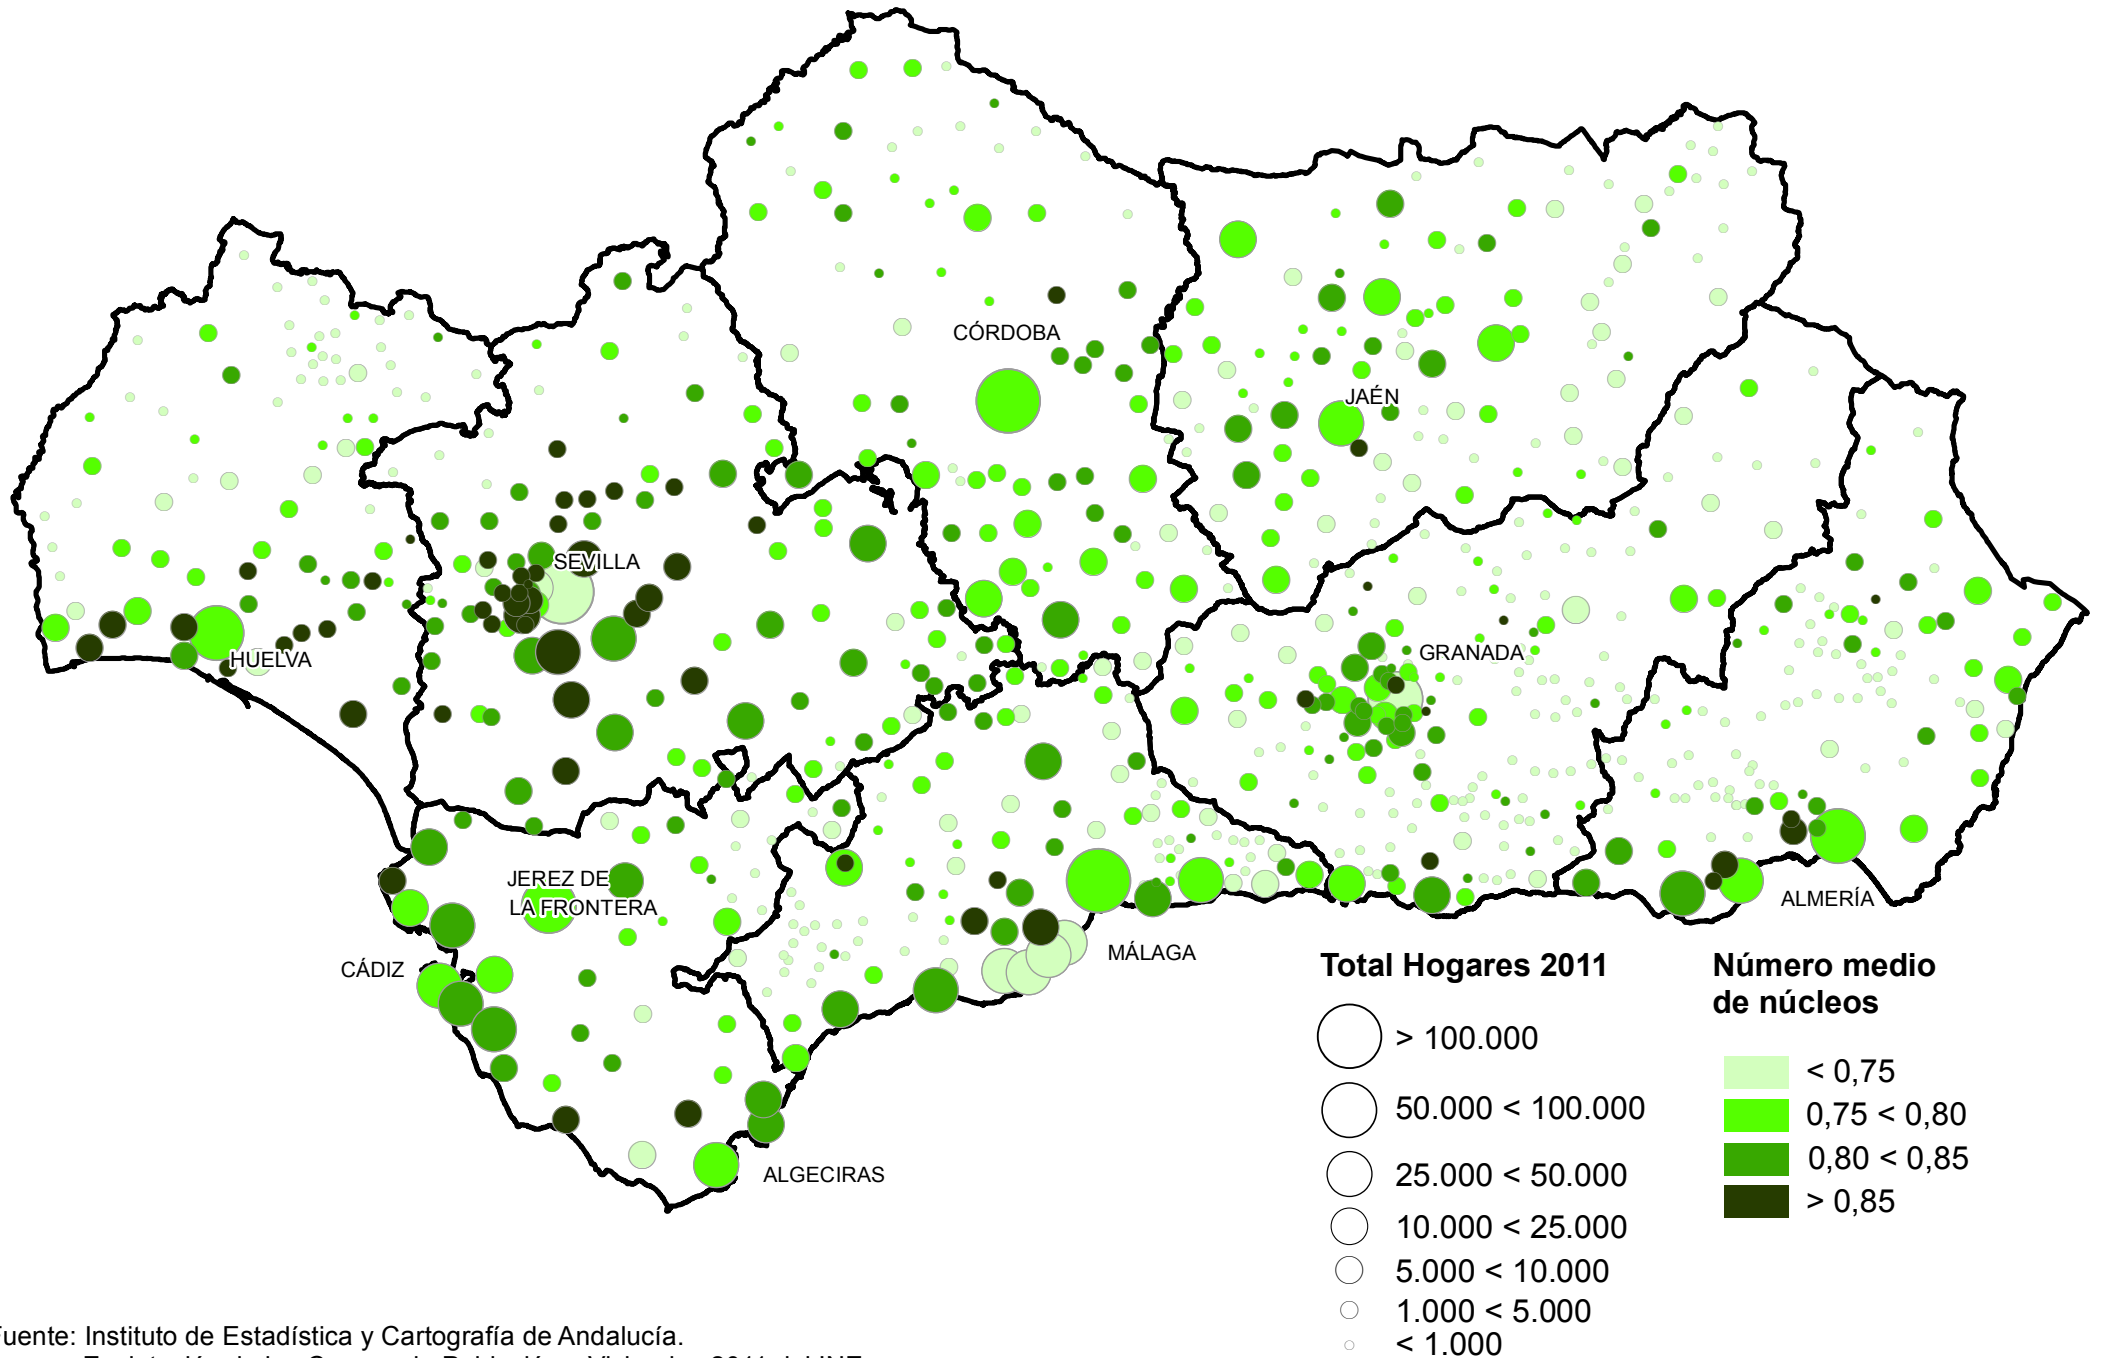 CÓRDOBA
JAÉN
SEVILLA
HUELVA
GRANADA
JEREZ DE
LA FRONTERA
ALMERÍA
CÁDIZ
MÁLAGA
ALGECIRAS
Total Hogares 2011
> 100.000
50.000 < 100.000
25.000 < 50.000
10.000 < 25.000
5.000 < 10.000
1.000 < 5.000
< 1.000
Número medio
de núcleos
< 0,75
0,75 < 0,80
0,80 < 0,85
> 0,85
Fuente: Instituto de Estadística y Cartografía de Andalucía.